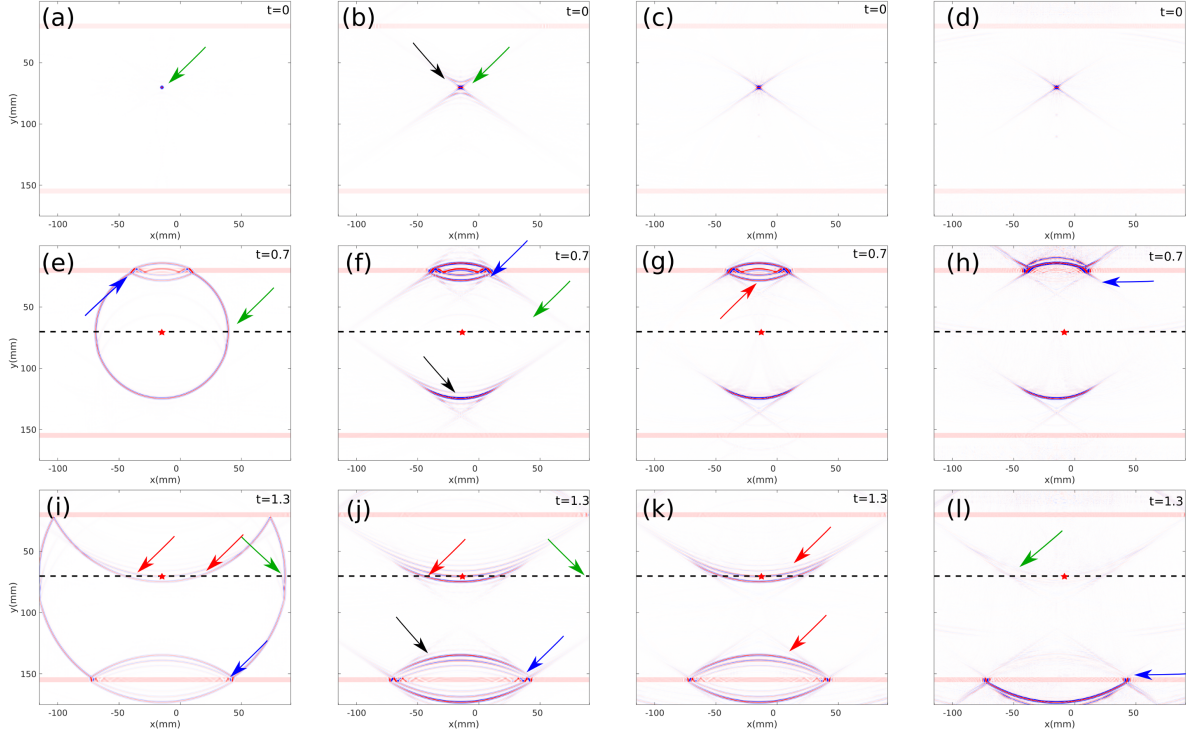 (a) t=0 (b) t=0 (c) t=0 (d) t=0
50
y(mm)
100
150
-100 -50 0 50 -100 -50 0 50 -100 -50 0 50 -100 -50 0 50
x(mm) x(mm) x(mm) x(mm)
(e) t=0.7 (f) t=0.7 (g) t=0.7 (h) t=0.7
50
y(mm)
100
150
-100 -50 0 50 -100 -50 0 50 -100 -50 0 50 -100 -50 0 50
x(mm) x(mm) x(mm) x(mm)
(i) t=1.3 (j) t=1.3 (k) t=1.3 (l) t=1.3
50
y(mm)
100
150
-100 -50 0 50 -100 -50 0 50 -100 -50 0 50 -100 -50 0 50
x(mm) x(mm) x(mm) x(mm)